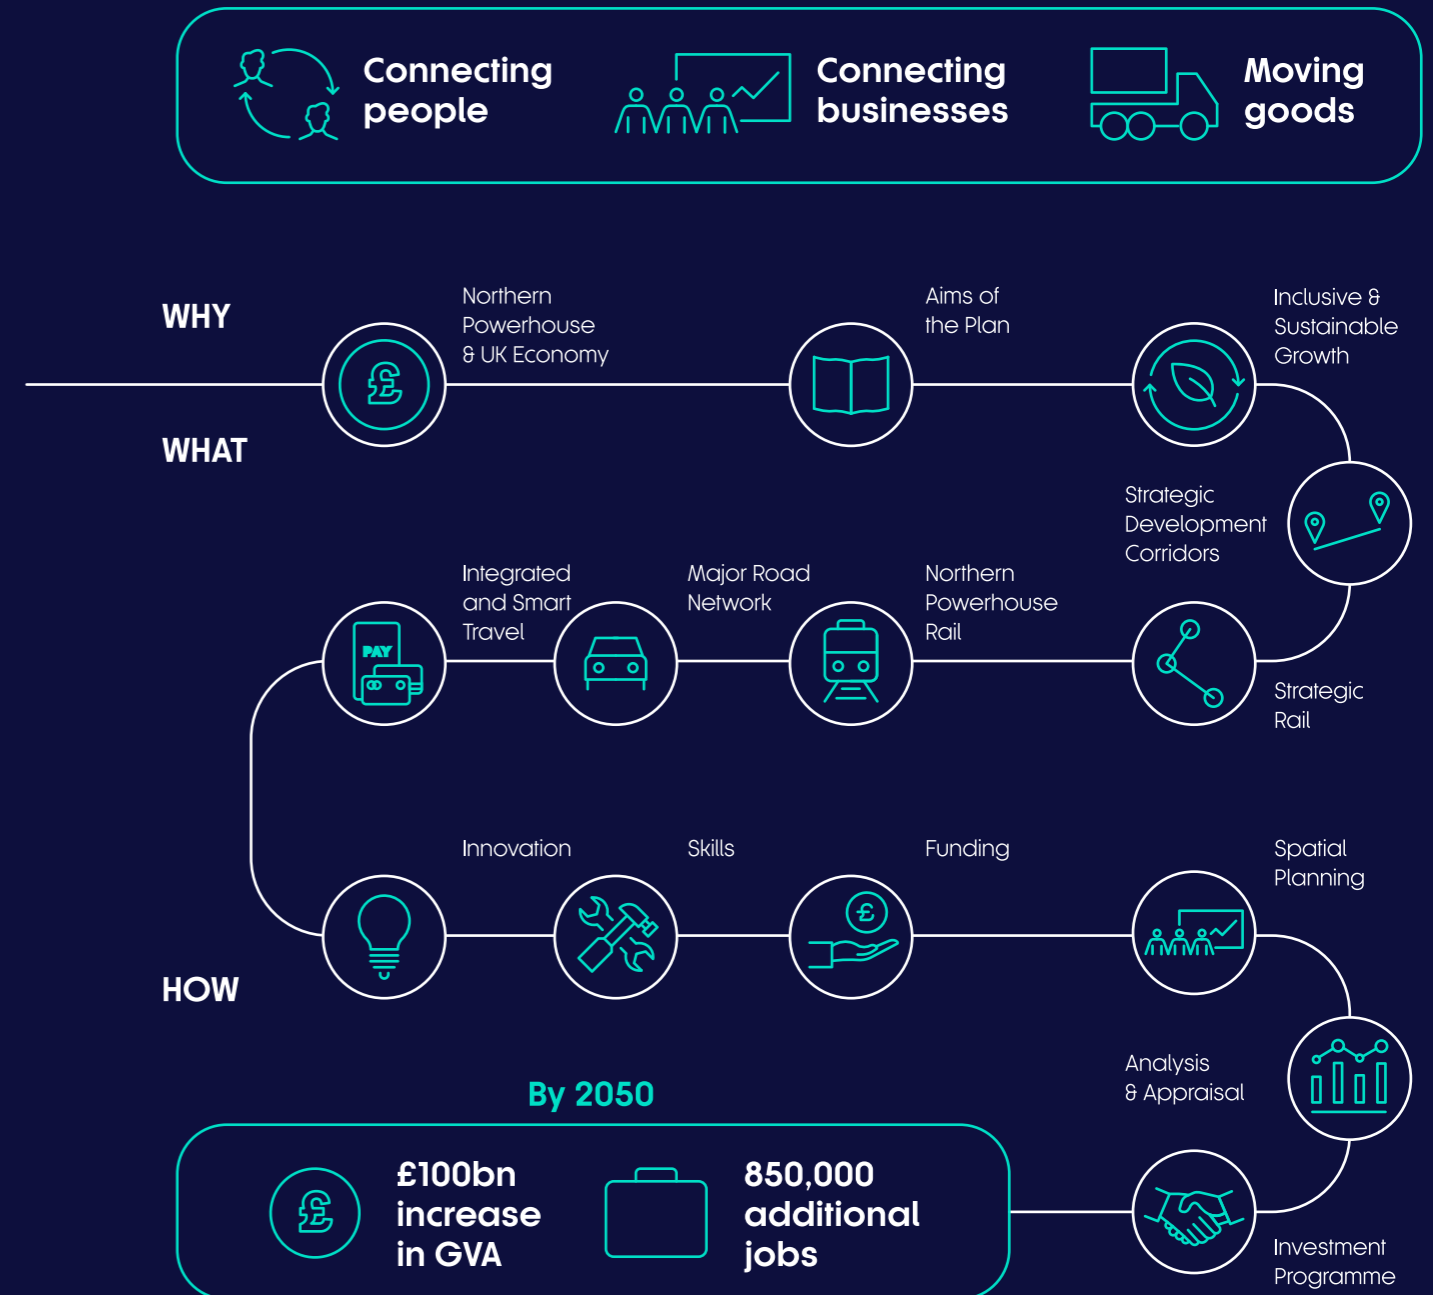 Connecting
people
Connecting
businesses
Moving
goods
WHY
Northern
Powerhouse
& UK Economy
Aims of
the Plan
Inclusive &
Sustainable
Growth
£
WHAT
Strategic
Development
Corridors
Integrated
and Smart
Travel
Major Road
Network
Northern
Powerhouse
Rail
PAY
Strategic
Rail
Innovation
Skills
Funding
Spatial
Planning
£
HOW
Analysis
& Appraisal
By 2050
£
£100bn
increase
in GVA
850,000
additional
jobs
Investment
Programme